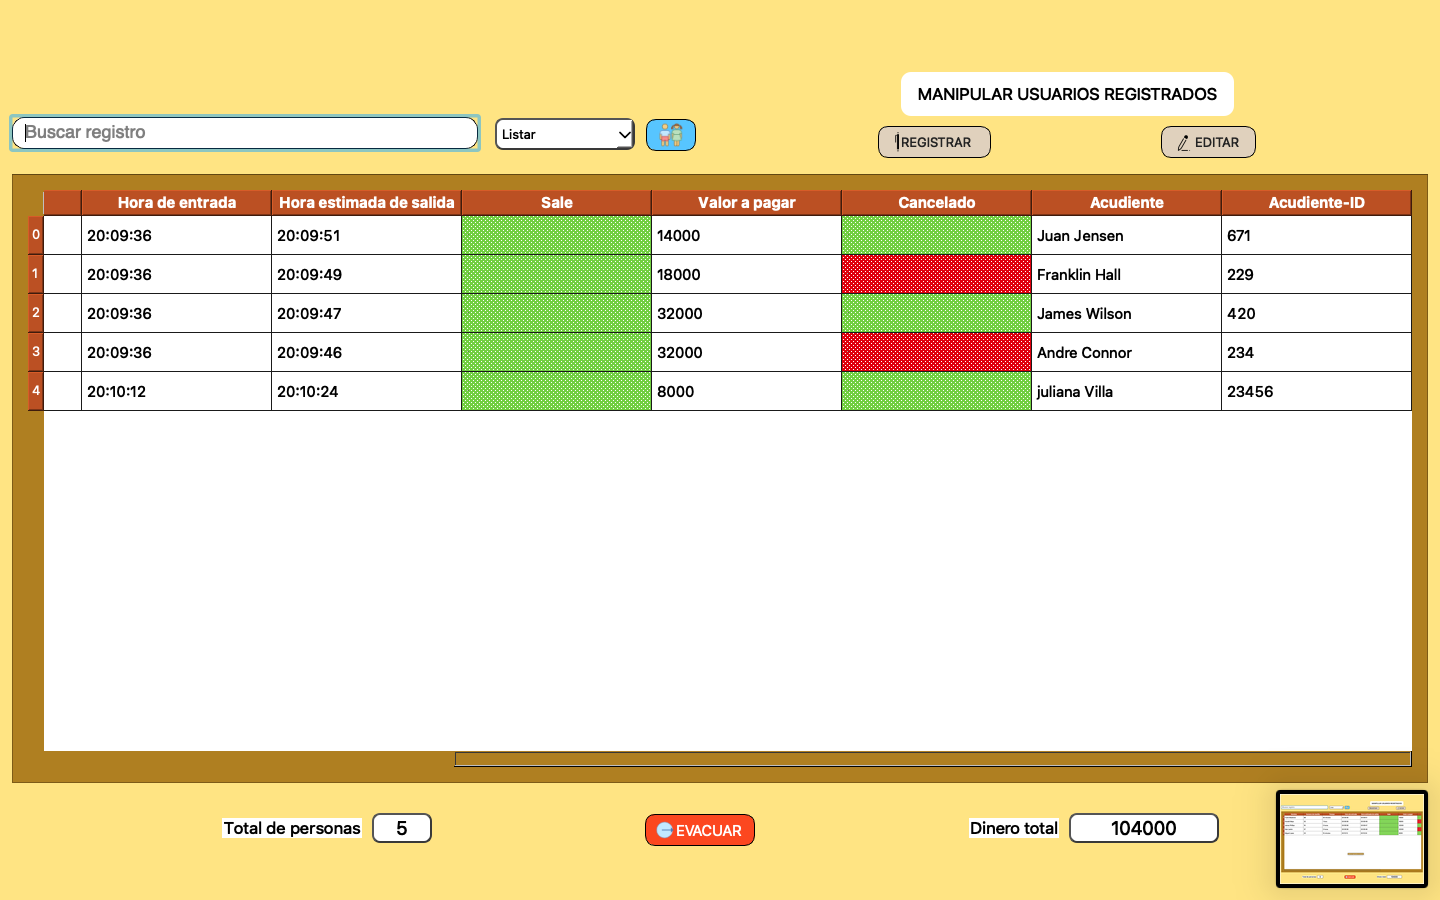 MANIPULAR USUARIOS REGISTRADOS
Buscar registro Listar REGISTRAR EDITAR
Hora de entrada Hora estimada de salida Sale Valor a pagar Cancelado Acudiente Acudiente-ID
0 20:09:36 20:09:51 14000 Juan Jensen 671
1 20:09:36 20:09:49 18000 Franklin Hall 229
2 20:09:36 20:09:47 32000 James Wilson 420
3 20:09:36 20:09:46 32000 Andre Connor 234
4 20:10:12 20:10:24 8000 juliana Villa 23456
Total de personas 5 EVACUAR Dinero total 104000